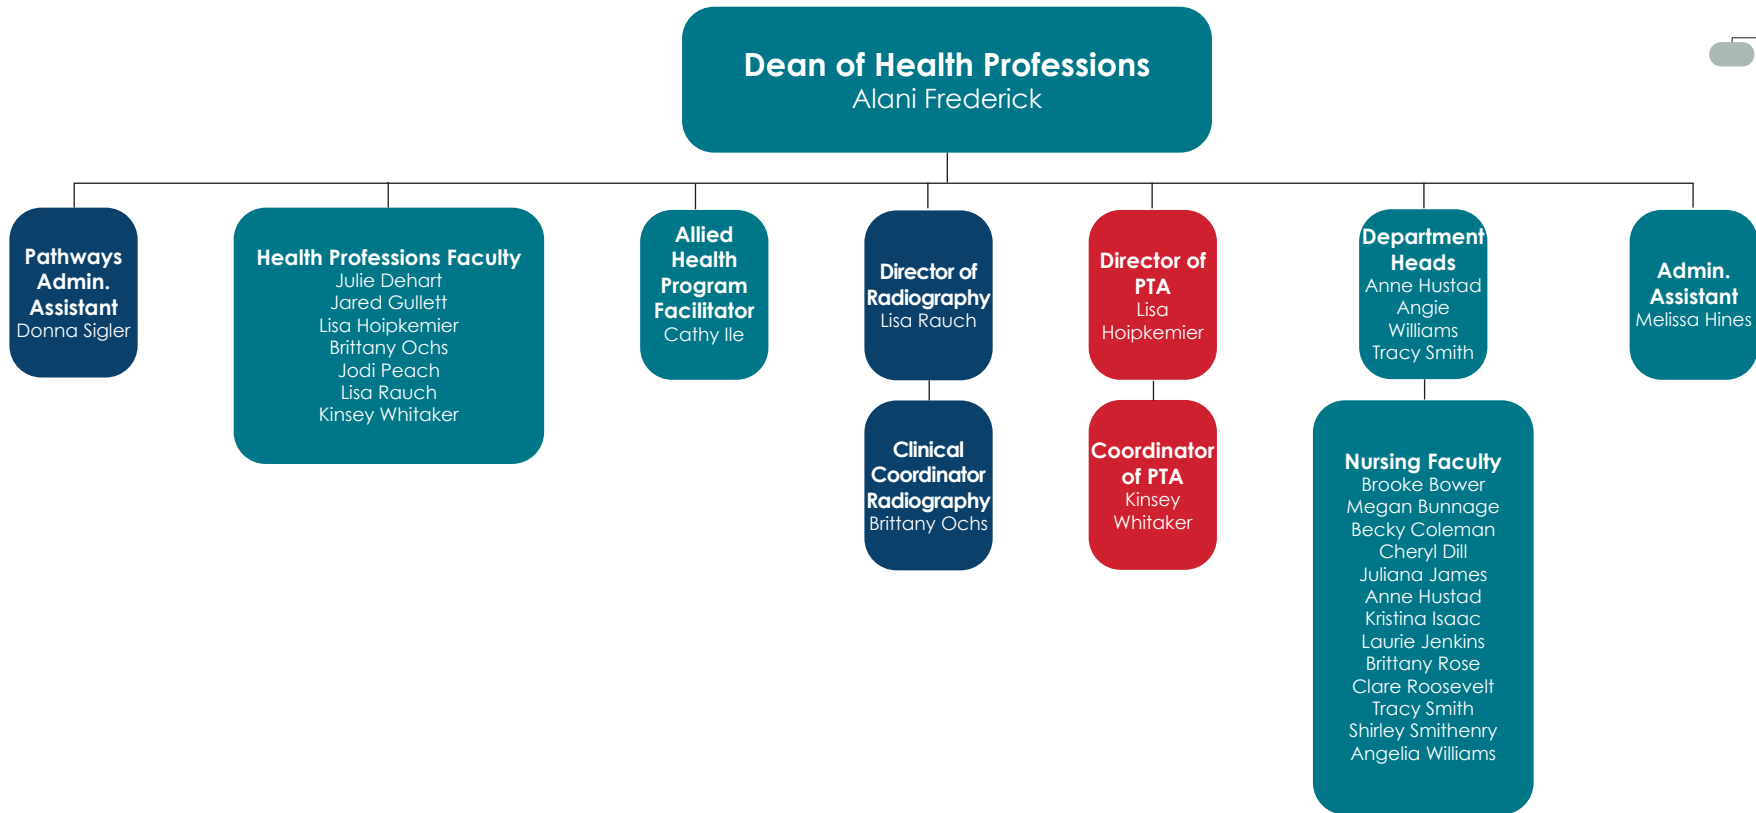 Dean of Health Professions
Alani Frederick
Pathways
Admin.
Assistant
Donna Sigler
Health Professions Faculty
Julie Dehart
Jared Gullett
Lisa Hoipkemier
Brittany Ochs
Jodi Peach
Lisa Rauch
Kinsey Whitaker
Allied
Health
Program
Facilitator
Cathy Ile
Director of
Radiography
Lisa Rauch
Clinical
Coordinator
Radiography
Brittany Ochs
Director of
PTA
Lisa
Hoipkemier
Coordinator
of PTA
Kinsey
Whitaker
Department
Heads
Anne Hustad
Angie
Williams
Tracy Smith
Nursing Faculty
Brooke Bower
Megan Bunnage
Becky Coleman
Cheryl Dill
Juliana James
Anne Hustad
Kristina Isaac
Laurie Jenkins
Brittany Rose
Clare Roosevelt
Tracy Smith
Shirley Smithenry
Angelia Williams
Admin.
Assistant
Melissa Hines